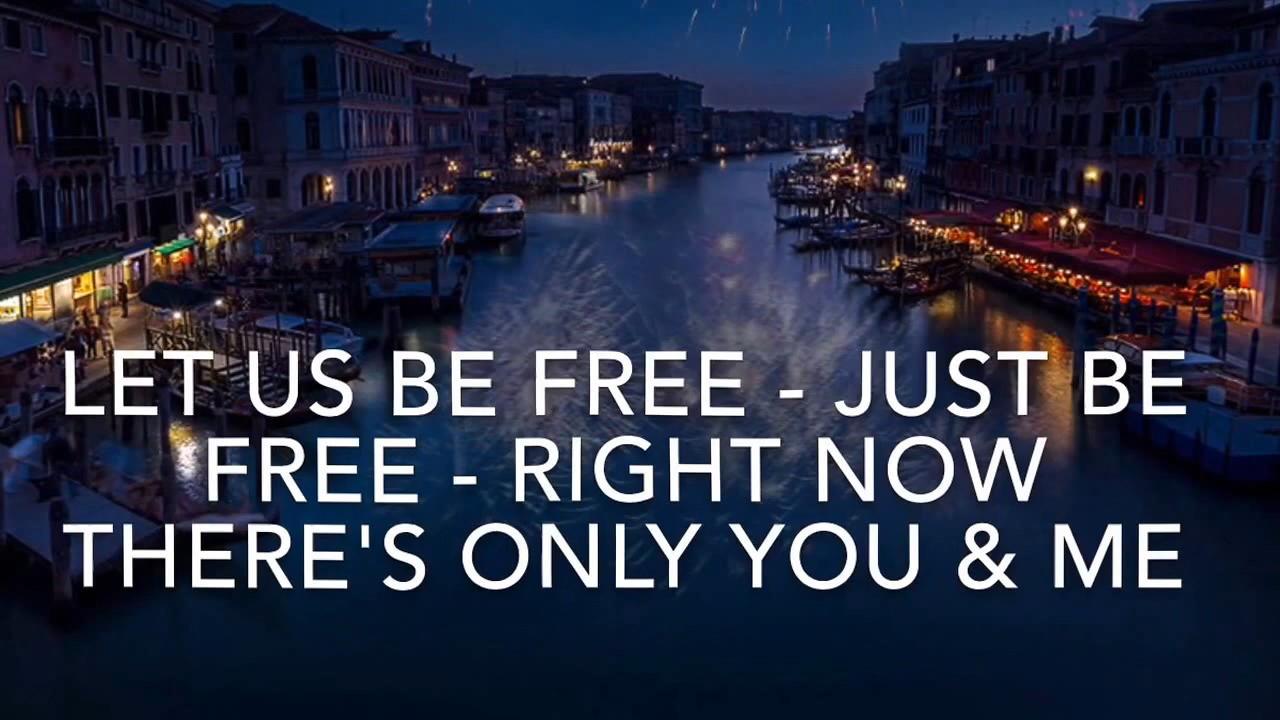 LET US BE FREE - JUST BE
FREE - RIGHT NOW
THERE'S ONLY YOU & ME